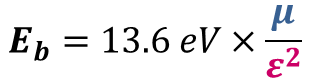 E_b = 13.6 eV × μ/ε²